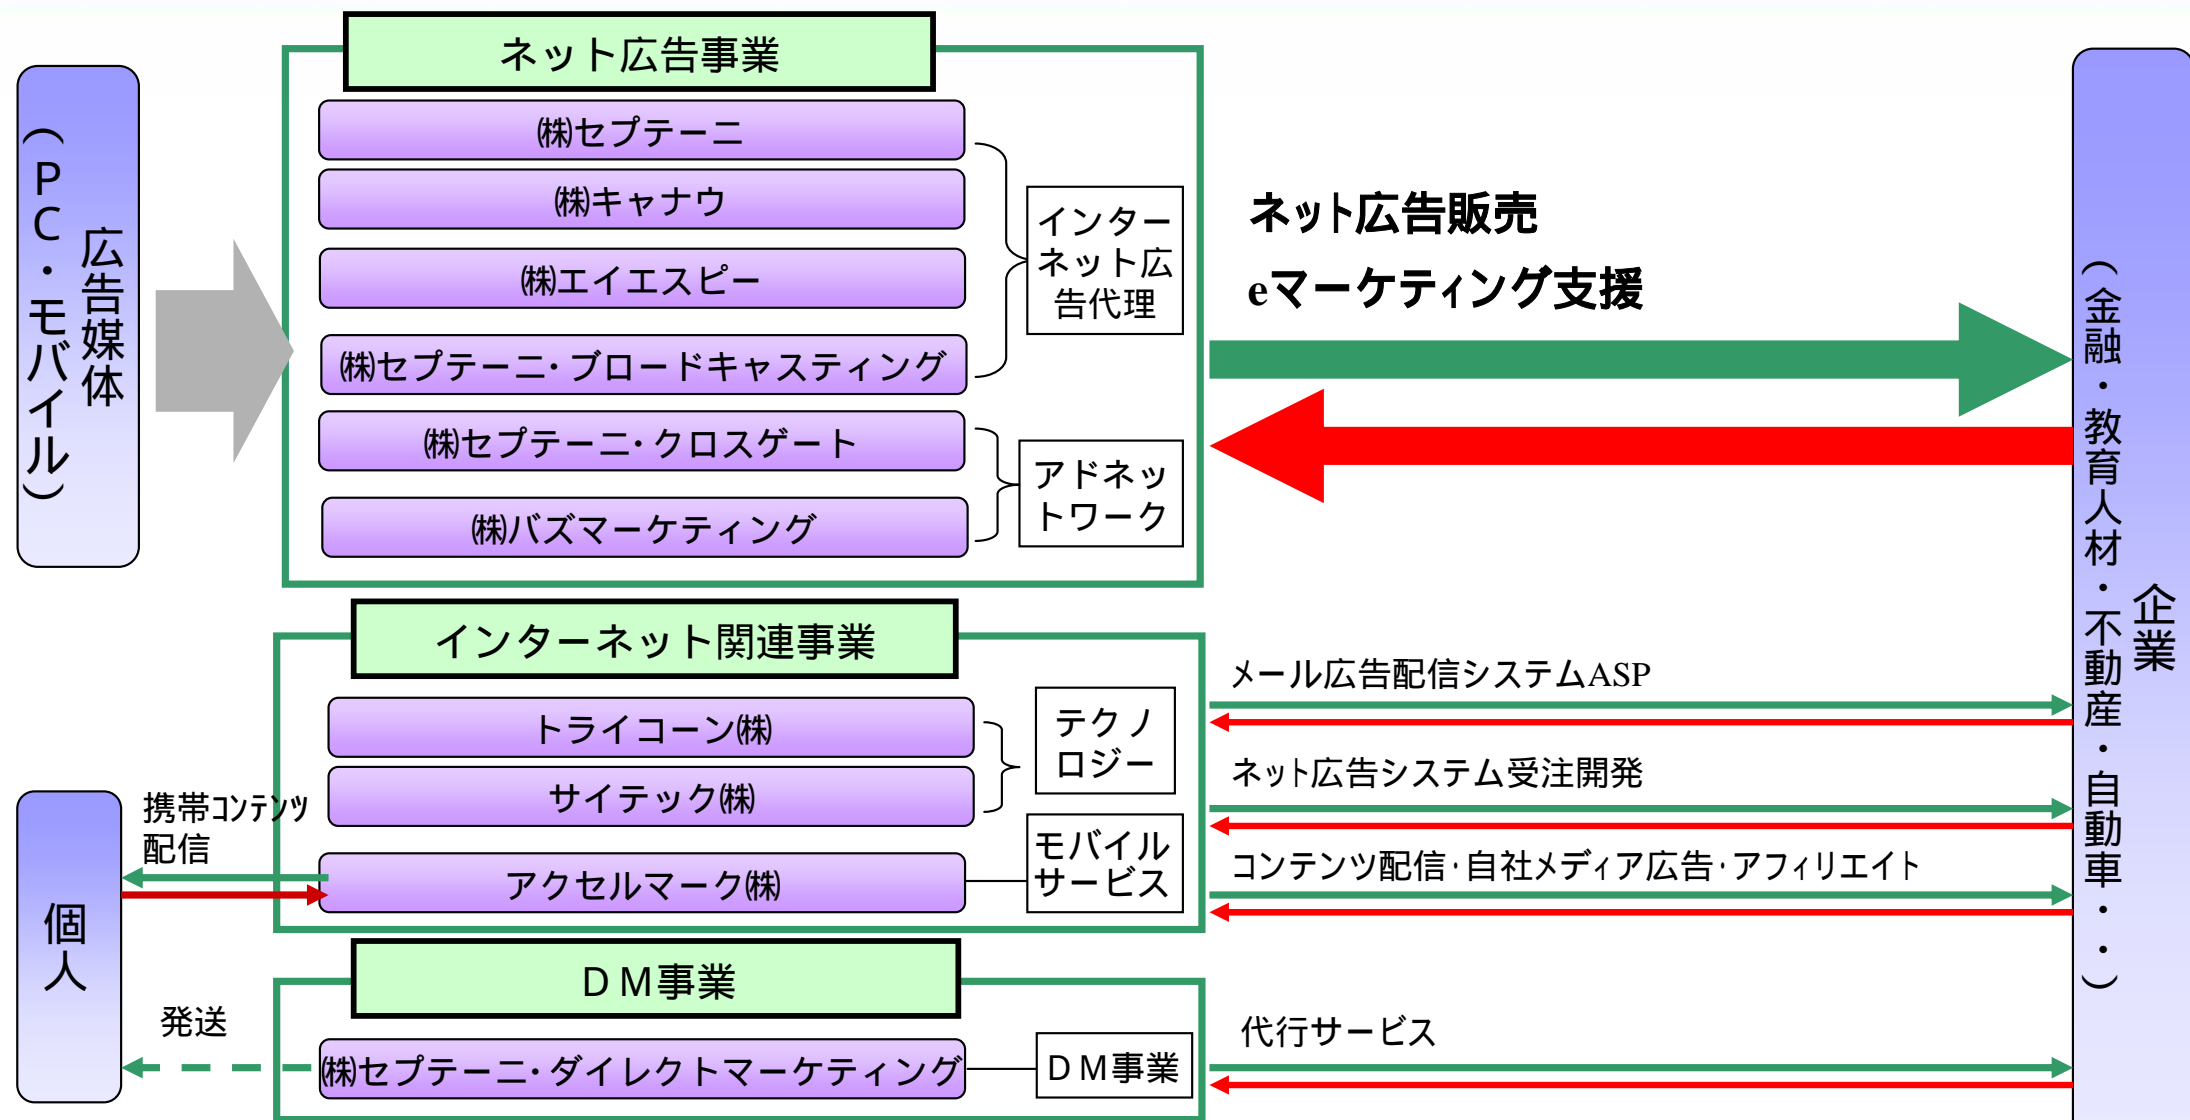 ネット広告事業
広告媒体
（ＰＣ・モバイル）
㈱セプテーニ
㈱キャナウ
㈱エイエスピー
㈱セプテーニ・ブロードキャスティング
㈱セプテーニ・クロスゲート
㈱バズマーケティング
インター
ネット広
告代理
アドネッ
トワーク
ネット広告販売
eマーケティング支援
企業
（金融・教育人材・不動産・自動車・・）
インターネット関連事業
トライコーン㈱
サイテック㈱
アクセルマーク㈱
テクノ
ロジー
モバイル
サービス
メール広告配信システムASP
ネット広告システム受注開発
コンテンツ配信・自社メディア広告・アフィリエイト
個人
携帯ｺﾝﾃﾝﾂ
配信
発送
ＤＭ事業
㈱セプテーニ・ダイレクトマーケティング
ＤＭ事業
代行サービス